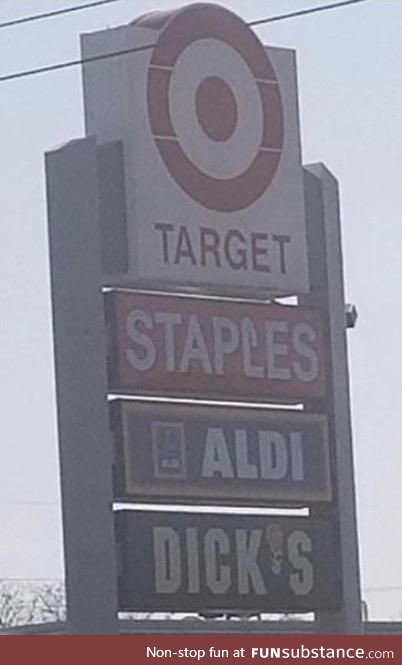 TARGET
STAPLES
ALDI
DICK'S
Non-stop fun at FUNsubstance.com